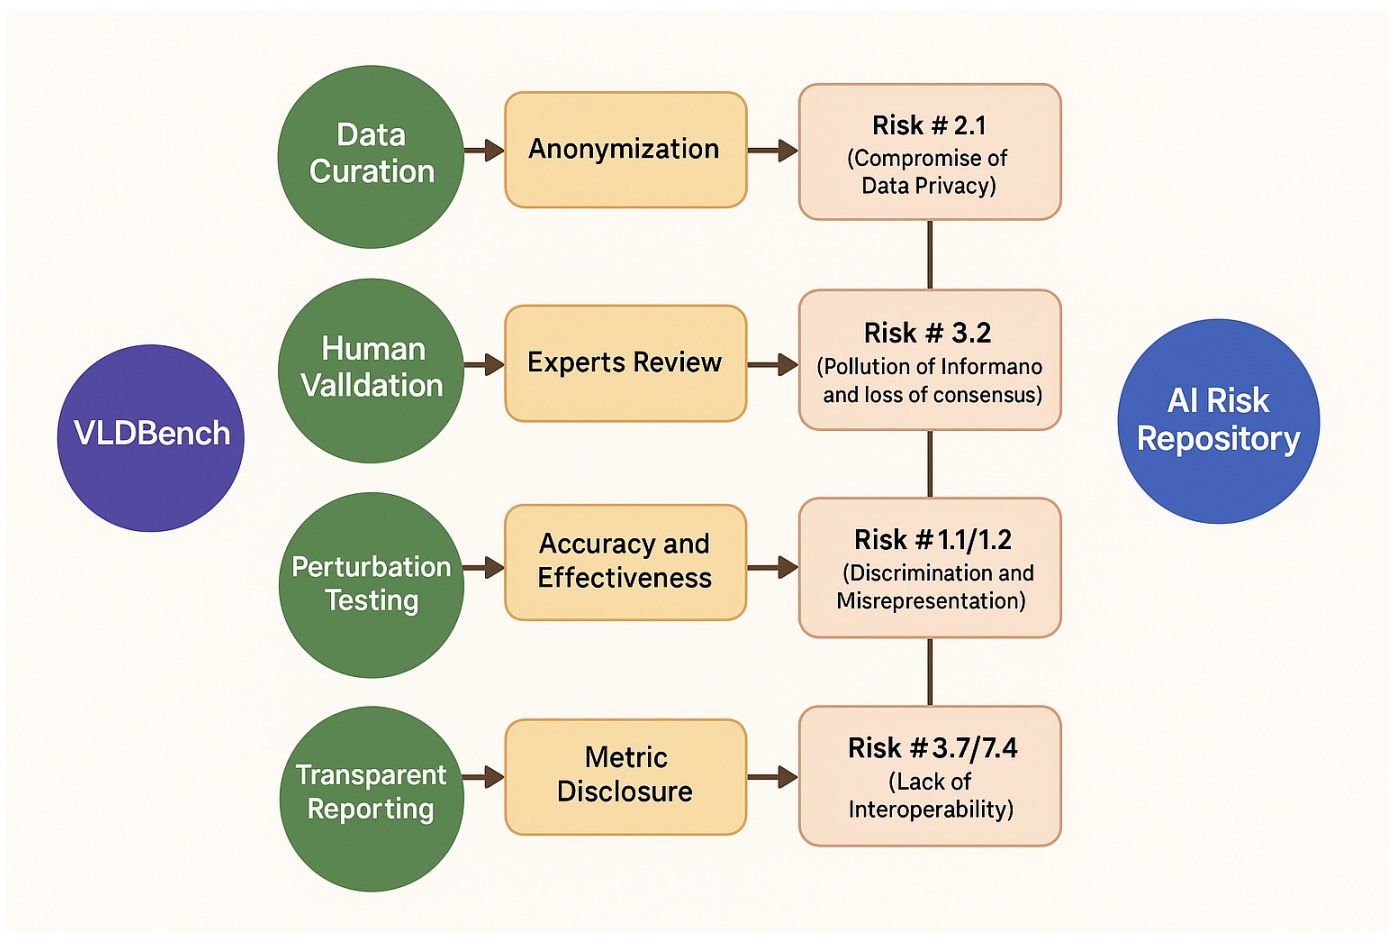 Data
Curation
Anonymization
Risk # 2.1
(Compromise of
Data Privacy)
Human
Valldation
Experts Review
Risk # 3.2
(Pollution of Informano
and loss of consensus)
VLDBench
AI Risk
Repository
Perturbation
Testing
Accuracy and
Effectiveness
Risk # 1.1/1.2
(Discrimination and
Misrepresentation)
Transparent
Reporting
Metric
Disclosure
Risk # 3.7/7.4
(Lack of
Interoperability)